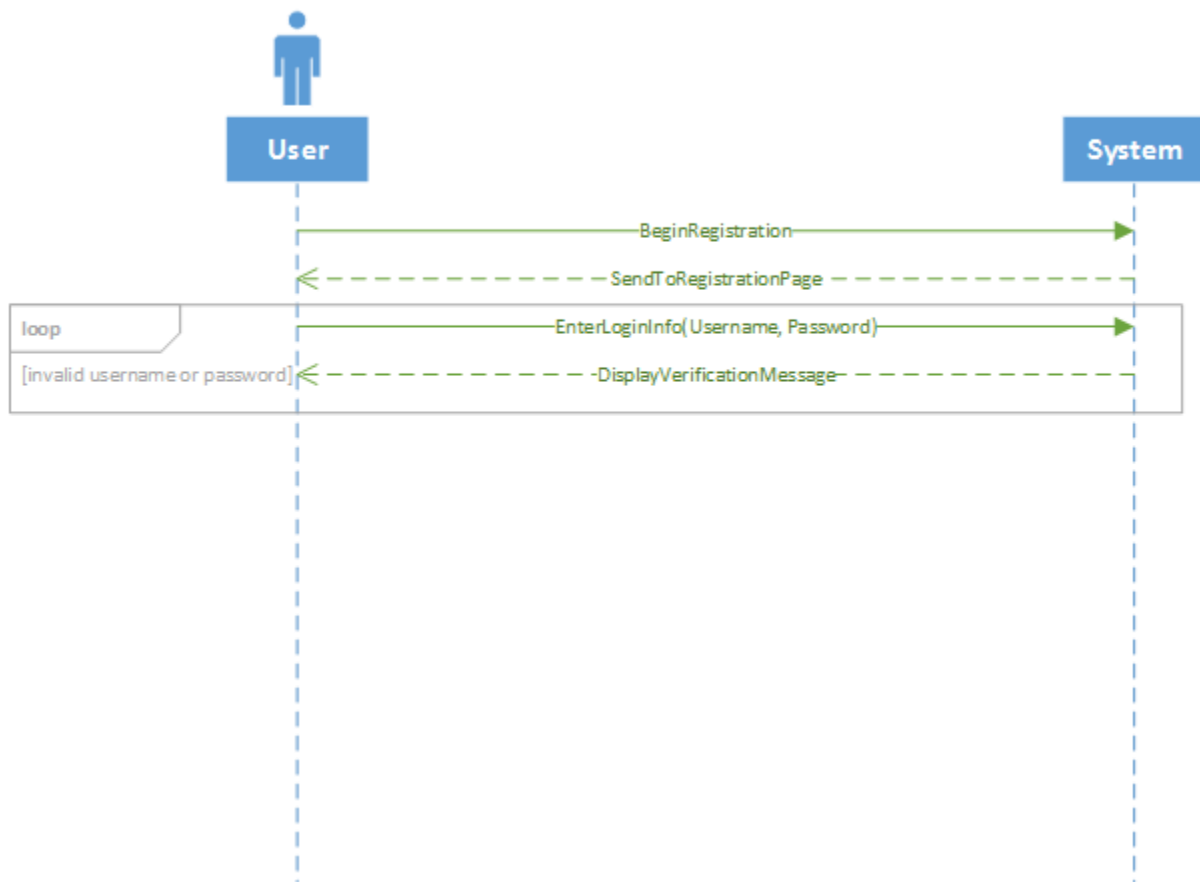 User
System
BeginRegistration
SendToRegistrationPage
loop
EnterLoginInfo(Username, Password)
[invalid username or password]
DisplayVerificationMessage